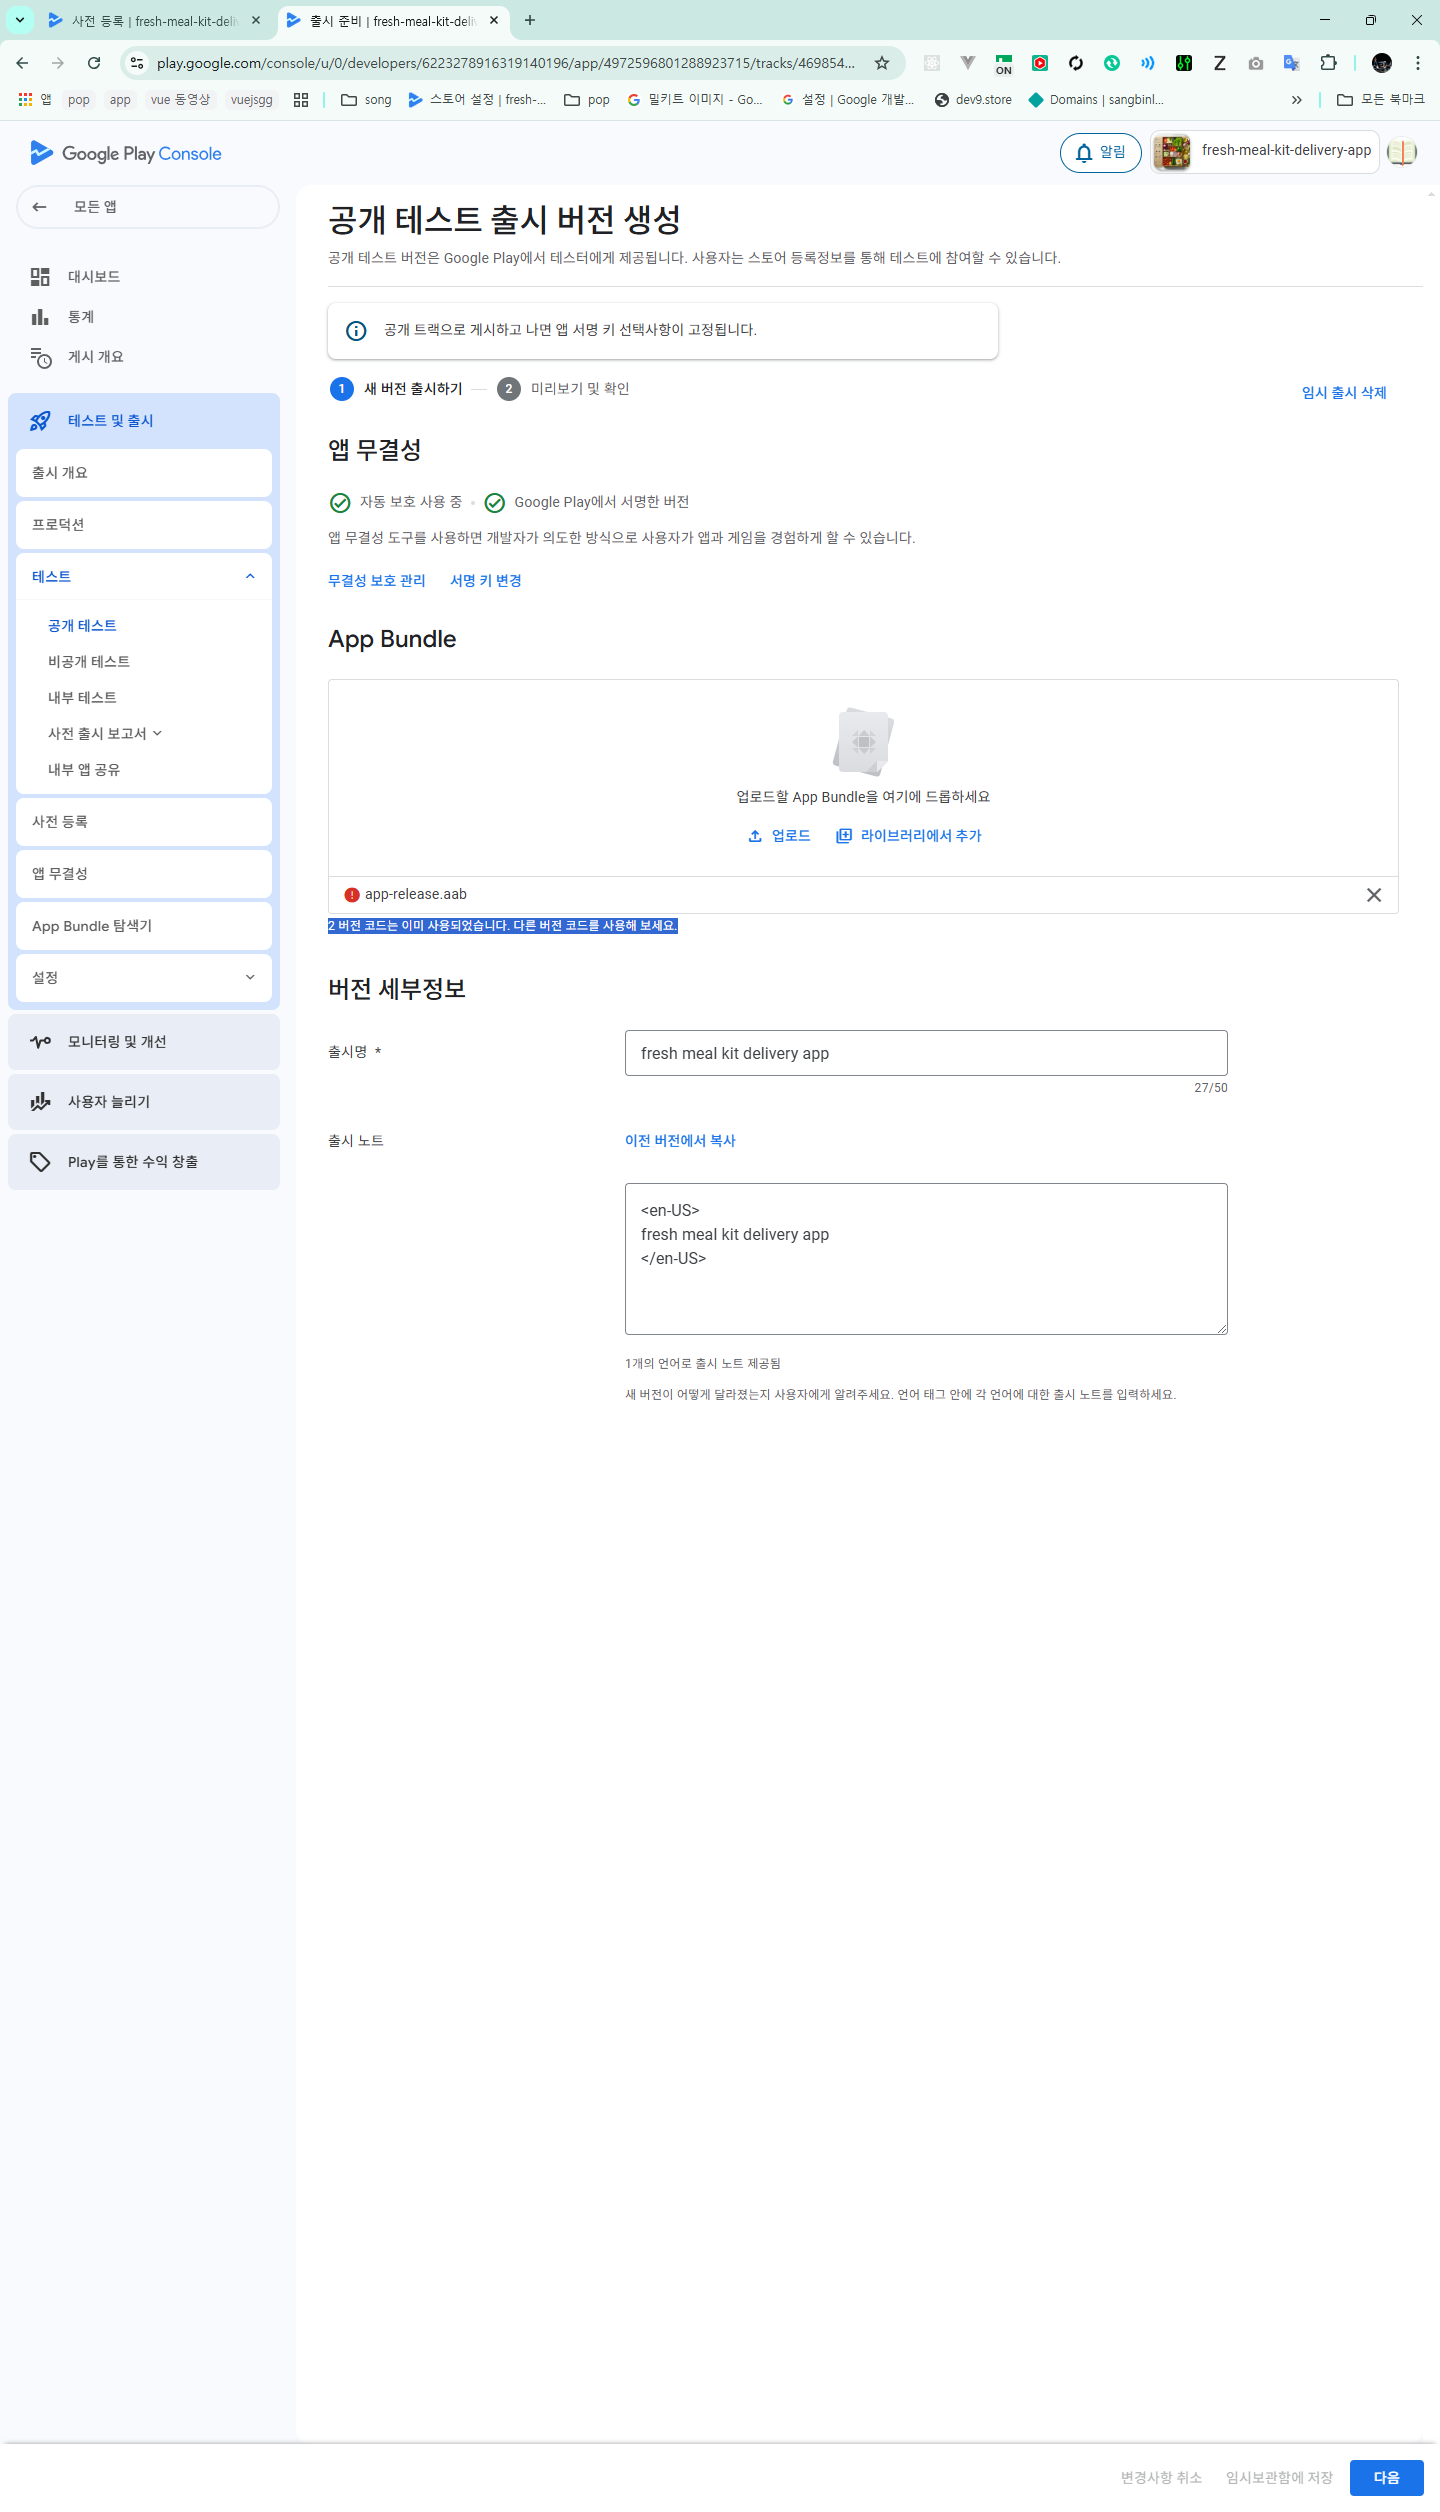 사전 등록 | fresh-meal-kit-deliv
출시 준비 | fresh-meal-kit-deliv
play.google.com/console/u/0/developers/6223278916319140196/app/4972596801288923715/tracks/469854...
ON
앱
pop
app
vue 동영상
vuejsgg
song
스토어 설정 | fresh-...
pop
밀키트 이미지 - Go...
설정 | Google 개발...
dev9.store
Domains | sangbinl...
모든 북마크
Google Play Console
알림
fresh-meal-kit-delivery-app
모든 앱
대시보드
통계
게시 개요
테스트 및 출시
출시 개요
프로덕션
테스트
공개 테스트
비공개 테스트
내부 테스트
사전 출시 보고서
내부 앱 공유
사전 등록
앱 무결성
App Bundle 탐색기
설정
모니터링 및 개선
사용자 늘리기
Play를 통한 수익 창출
공개 테스트 출시 버전 생성
공개 테스트 버전은 Google Play에서 테스터에게 제공됩니다. 사용자는 스토어 등록정보를 통해 테스트에 참여할 수 있습니다.
공개 트랙으로 게시하고 나면 앱 서명 키 선택사항이 고정됩니다.
1 새 버전 출시하기 2 미리보기 및 확인
임시 출시 삭제
앱 무결성
자동 보호 사용 중 • Google Play에서 서명한 버전
앱 무결성 도구를 사용하면 개발자가 의도한 방식으로 사용자가 앱과 게임을 경험하게 할 수 있습니다.
무결성 보호 관리 서명 키 변경
App Bundle
업로드할 App Bundle을 여기에 드롭하세요
업로드 라이브러리에서 추가
app-release.aab
2 버전 코드는 이미 사용되었습니다. 다른 버전 코드를 사용해 보세요.
버전 세부정보
출시명 *
fresh meal kit delivery app
27/50
출시 노트
이전 버전에서 복사
<en-US>
fresh meal kit delivery app
</en-US>
1개의 언어로 출시 노트 제공됨
새 버전이 어떻게 달라졌는지 사용자에게 알려주세요. 언어 태그 안에 각 언어에 대한 출시 노트를 입력하세요.
변경사항 취소 임시보관함에 저장 다음